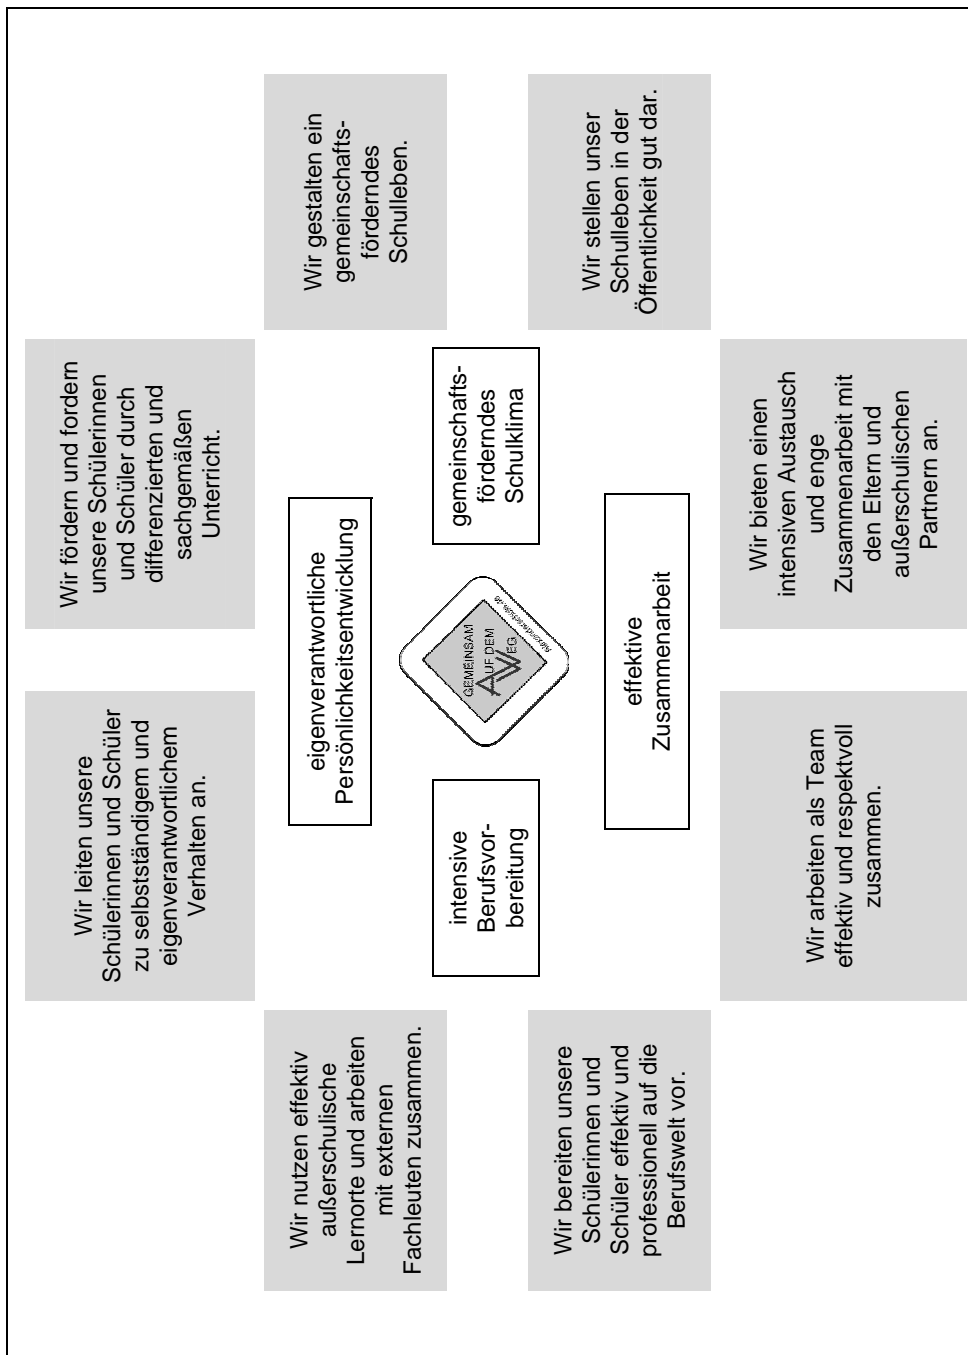 Wir leiten unsere
Schülerinnen und Schüler
zu selbstständigem und
eigenverantwortlichem
Verhalten an.
Wir fördern und fordern
unsere Schülerinnen
und Schüler durch
differenzierten und
sachgemäßen
Unterricht.
Wir nutzen effektiv
außerschulische
Lernorte und arbeiten
mit externen
Fachleuten zusammen.
eigenverantwortliche
Persönlichkeitsentwicklung
Wir gestalten ein
gemeinschafts-
förderndes
Schulleben.
intensive
Berufsvor-
bereitung
GEMEINSAM
AUF DEM
WEG
Alexanderschule.de
gemeinschafts-
förderndes
Schulklima
Wir bereiten unsere
Schülerinnen und
Schüler effektiv und
professionell auf die
Berufswelt vor.
effektive
Zusammenarbeit
Wir stellen unser
Schulleben in der
Öffentlichkeit gut dar.
Wir arbeiten als Team
effektiv und respektvoll
zusammen.
Wir bieten einen
intensiven Austausch
und enge
Zusammenarbeit mit
den Eltern und
außerschulischen
Partnern an.